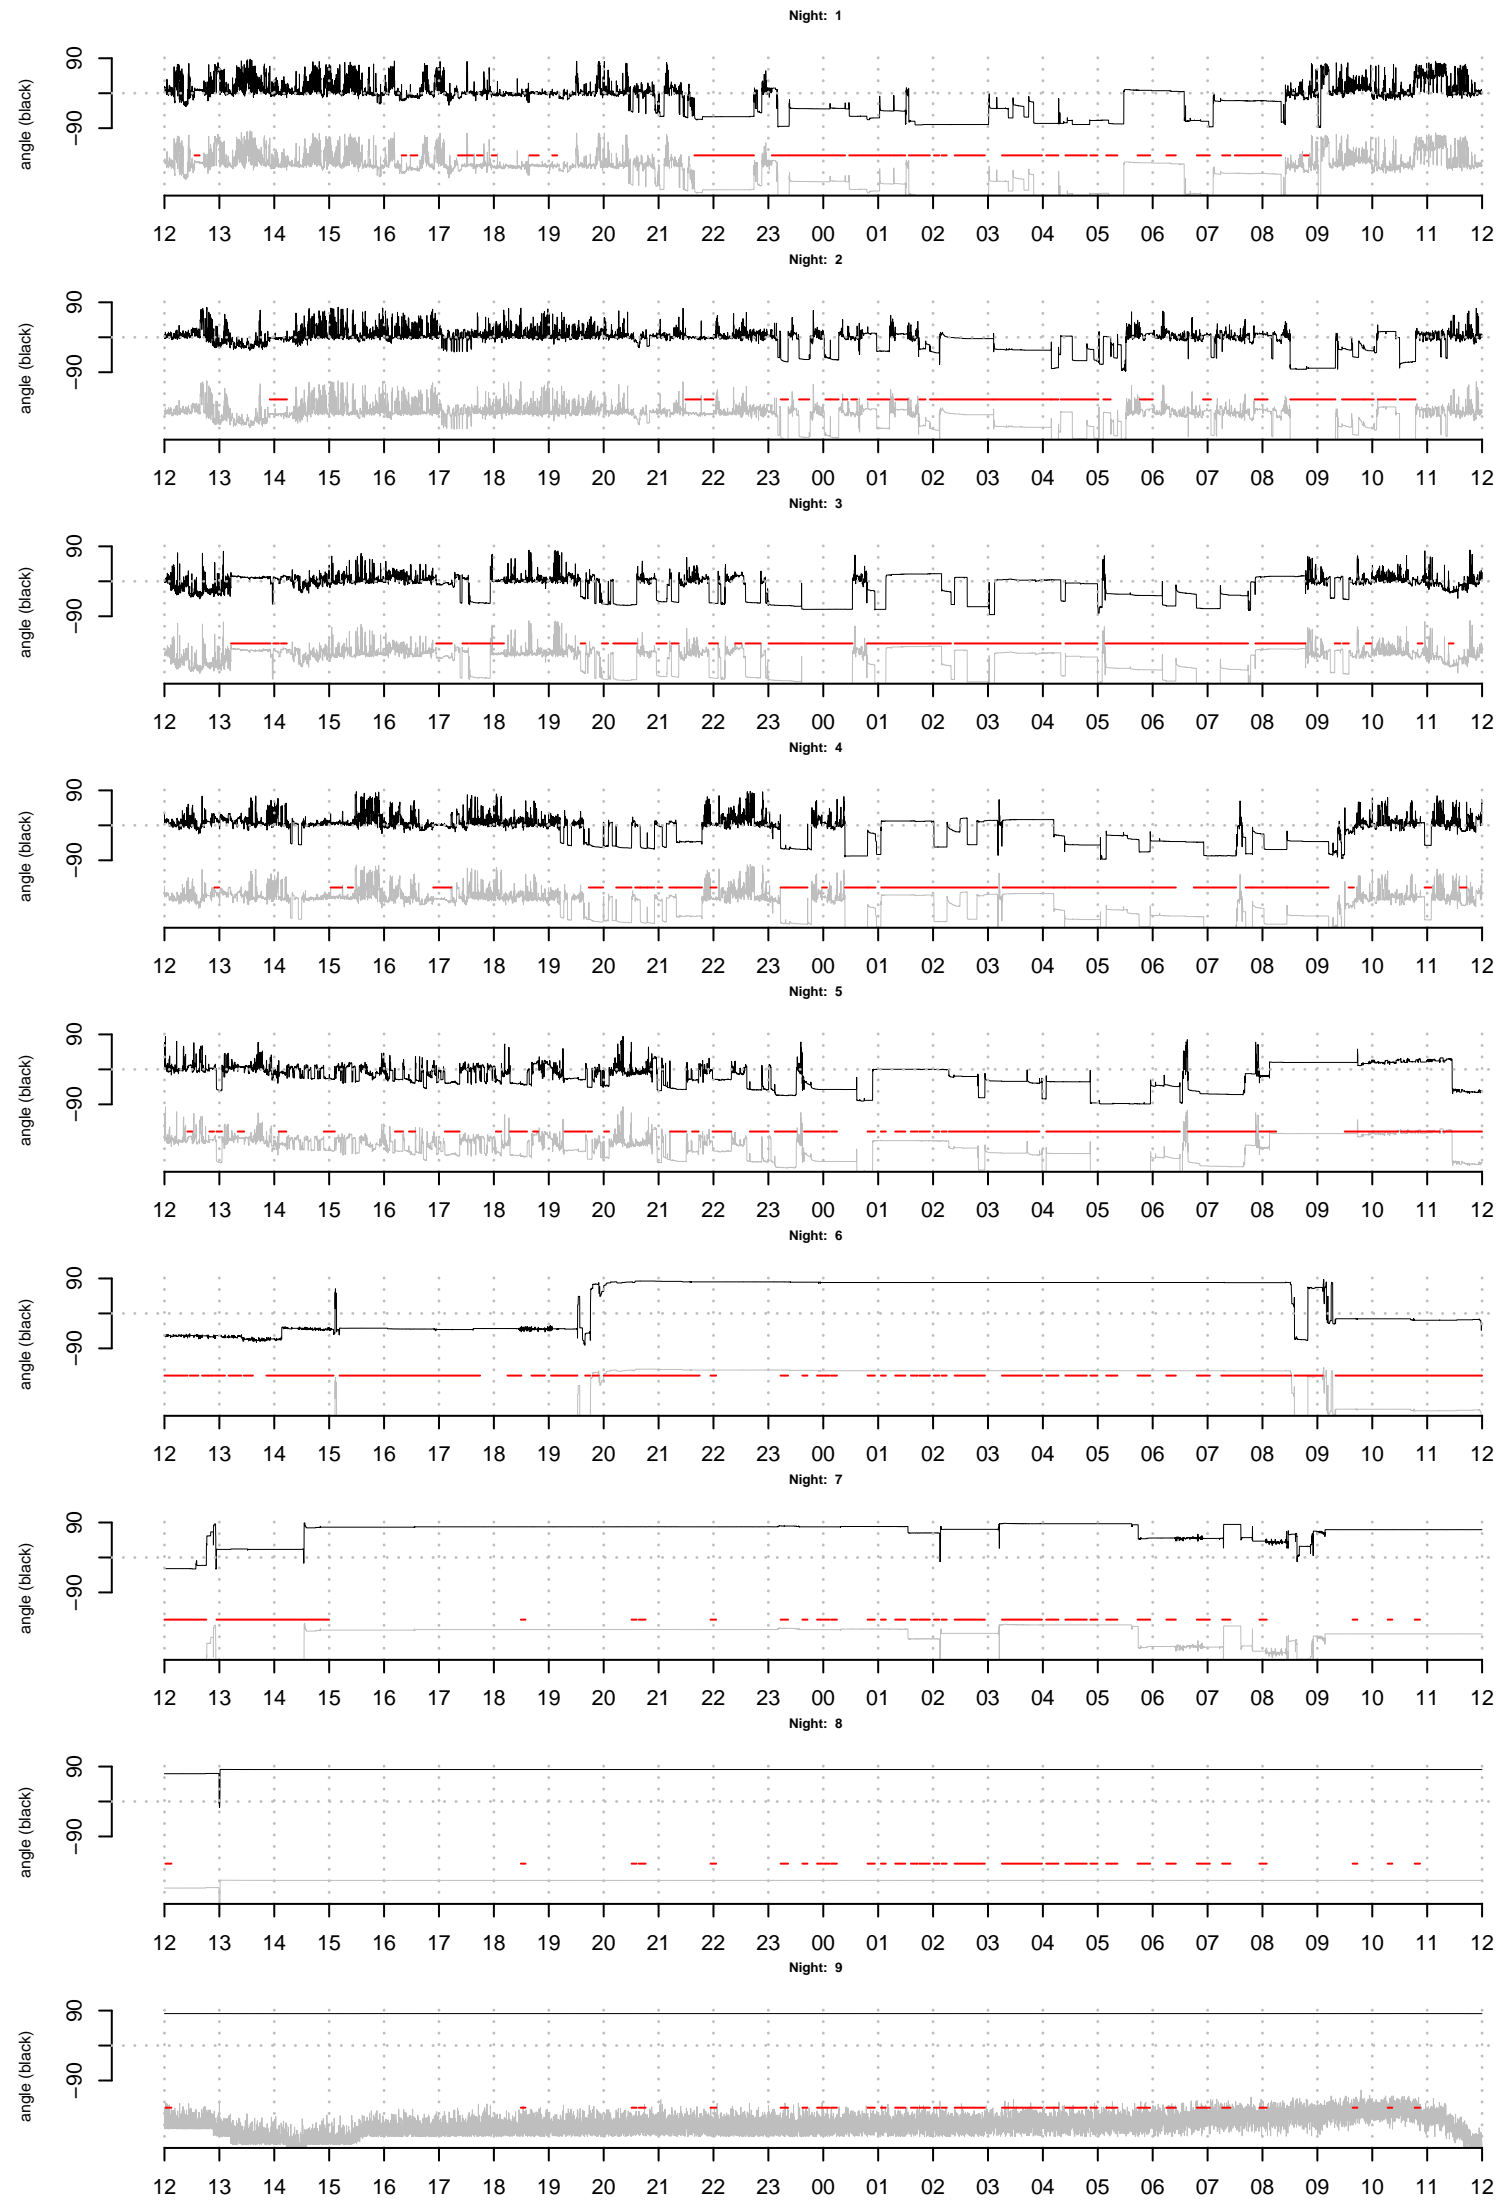 Night: 1
angle (black)
90
−90
12 13 14 15 16 17 18 19 20 21 22 23 00 01 02 03 04 05 06 07 08 09 10 11 12
Night: 2
angle (black)
90
−90
12 13 14 15 16 17 18 19 20 21 22 23 00 01 02 03 04 05 06 07 08 09 10 11 12
Night: 3
angle (black)
90
−90
12 13 14 15 16 17 18 19 20 21 22 23 00 01 02 03 04 05 06 07 08 09 10 11 12
Night: 4
angle (black)
90
−90
12 13 14 15 16 17 18 19 20 21 22 23 00 01 02 03 04 05 06 07 08 09 10 11 12
Night: 5
angle (black)
90
−90
12 13 14 15 16 17 18 19 20 21 22 23 00 01 02 03 04 05 06 07 08 09 10 11 12
Night: 6
angle (black)
90
−90
12 13 14 15 16 17 18 19 20 21 22 23 00 01 02 03 04 05 06 07 08 09 10 11 12
Night: 7
angle (black)
90
−90
12 13 14 15 16 17 18 19 20 21 22 23 00 01 02 03 04 05 06 07 08 09 10 11 12
Night: 8
angle (black)
90
−90
12 13 14 15 16 17 18 19 20 21 22 23 00 01 02 03 04 05 06 07 08 09 10 11 12
Night: 9
angle (black)
90
−90
12 13 14 15 16 17 18 19 20 21 22 23 00 01 02 03 04 05 06 07 08 09 10 11 12